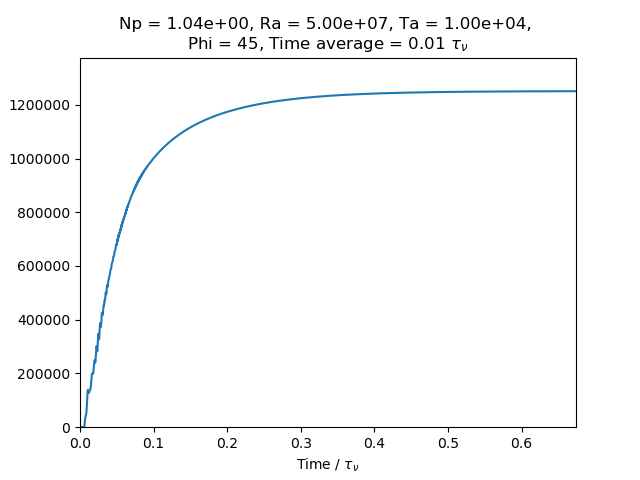 Np = 1.04e+00, Ra = 5.00e+07, Ta = 1.00e+04,
Phi = 45, Time average = 0.01 τν
1200000
1000000
800000
600000
400000
200000
0
0.0 0.1 0.2 0.3 0.4 0.5 0.6
Time / τν